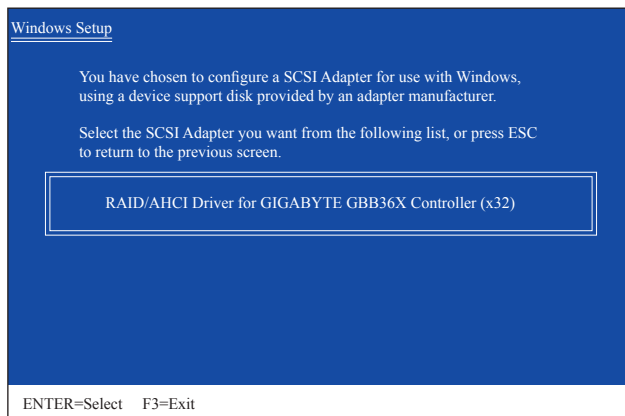 Windows Setup
You have chosen to configure a SCSI Adapter for use with Windows,
using a device support disk provided by an adapter manufacturer.
Select the SCSI Adapter you want from the following list, or press ESC
to return to the previous screen.
RAID/AHCI Driver for GIGABYTE GBB36X Controller (x32)
ENTER=Select F3=Exit